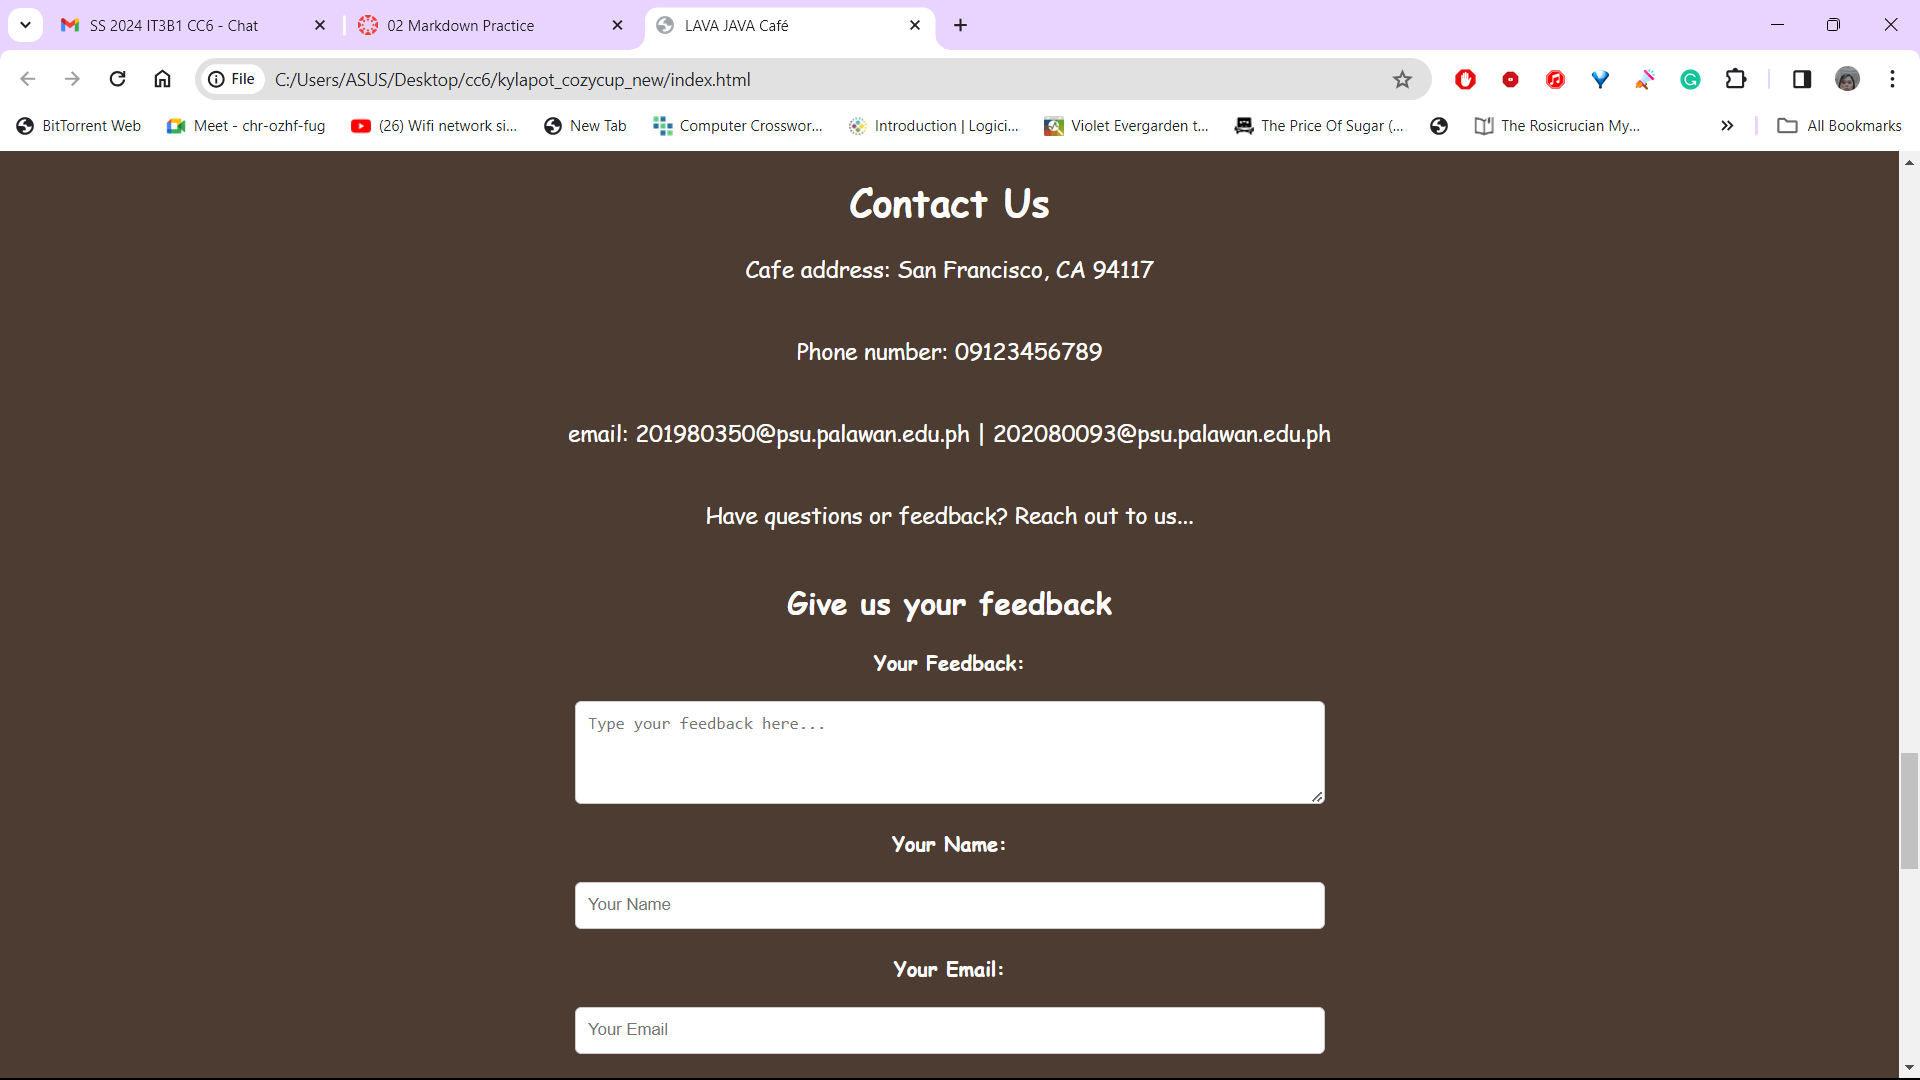 SS 2024 IT3B1 CC6 - Chat
02 Markdown Practice
LAVA JAVA Café
File
C:/Users/ASUS/Desktop/cc6/kylapot_cozycup_new/index.html
BitTorrent Web
Meet - chr-ozhf-fug
(26) Wifi network si...
New Tab
Computer Crosswor...
Introduction | Logici...
Violet Evergarden t...
The Price Of Sugar (...
The Rosicrucian My...
All Bookmarks
Contact Us
Cafe address: San Francisco, CA 94117
Phone number: 09123456789
email: 201980350@psu.palawan.edu.ph | 202080093@psu.palawan.edu.ph
Have questions or feedback? Reach out to us...
Give us your feedback
Your Feedback:
Type your feedback here...
Your Name:
Your Name
Your Email:
Your Email